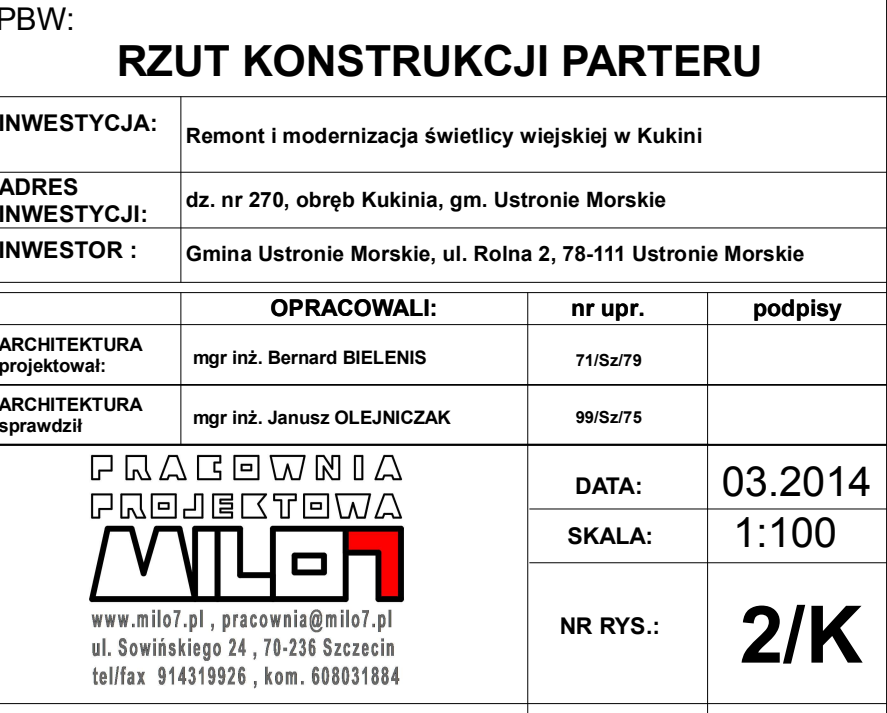 PBW:
RZUT KONSTRUKCJI PARTERU
INWESTYCJA:
Remont i modernizacja świetlicy wiejskiej w Kukini
ADRES
INWESTYCJI:
dz. nr 270, obręb Kukinia, gm. Ustronie Morskie
INWESTOR :
Gmina Ustronie Morskie, ul. Rolna 2, 78-111 Ustronie Morskie
OPRACOWALI: nr upr. podpisy
ARCHITEKTURA
projektował:
mgr inż. Bernard BIELENIS 71/Sz/79
ARCHITEKTURA
sprawdził
mgr inż. Janusz OLEJNICZAK 99/Sz/75
PRACOWNIA
PROJEKTOWA
MILO7
www.milo7.pl , pracownia@milo7.pl
ul. Sowińskiego 24 , 70-236 Szczecin
tel/fax 914319926 , kom. 608031884
DATA: 03.2014
SKALA: 1:100
NR RYS.: 2/K